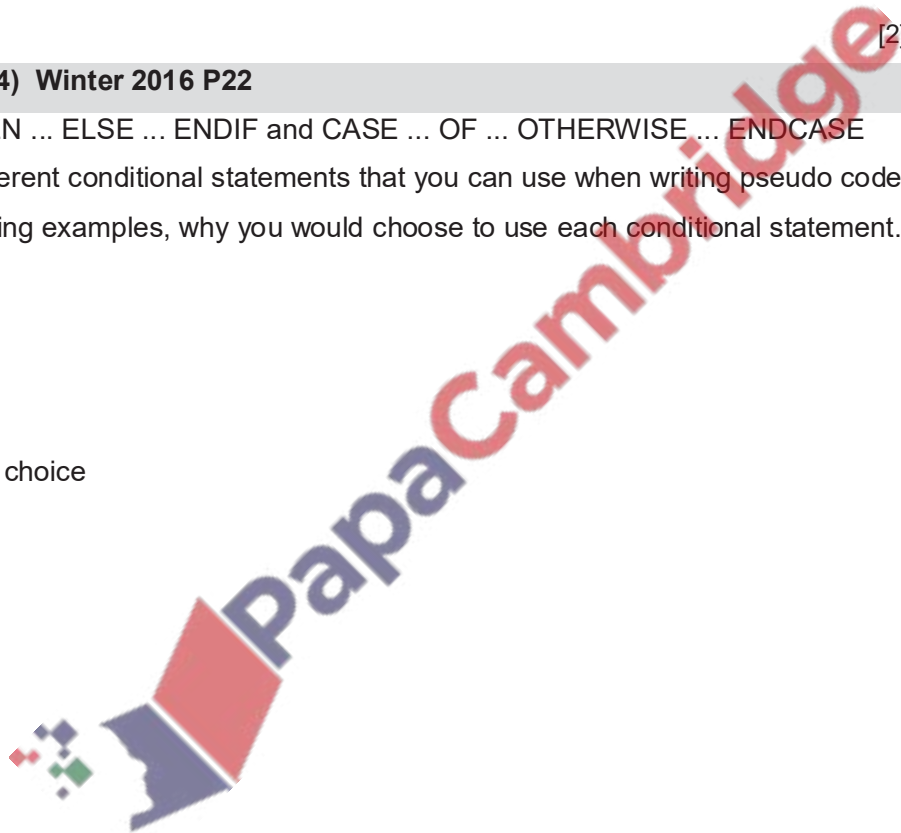 [2]
4) Winter 2016 P22
EN ... ELSE ... ENDIF and CASE ... OF ... OTHERWISE ... ENDCASE
erent conditional statements that you can use when writing pseudo code
ing examples, why you would choose to use each conditional statement.
choice
PapaCambridge